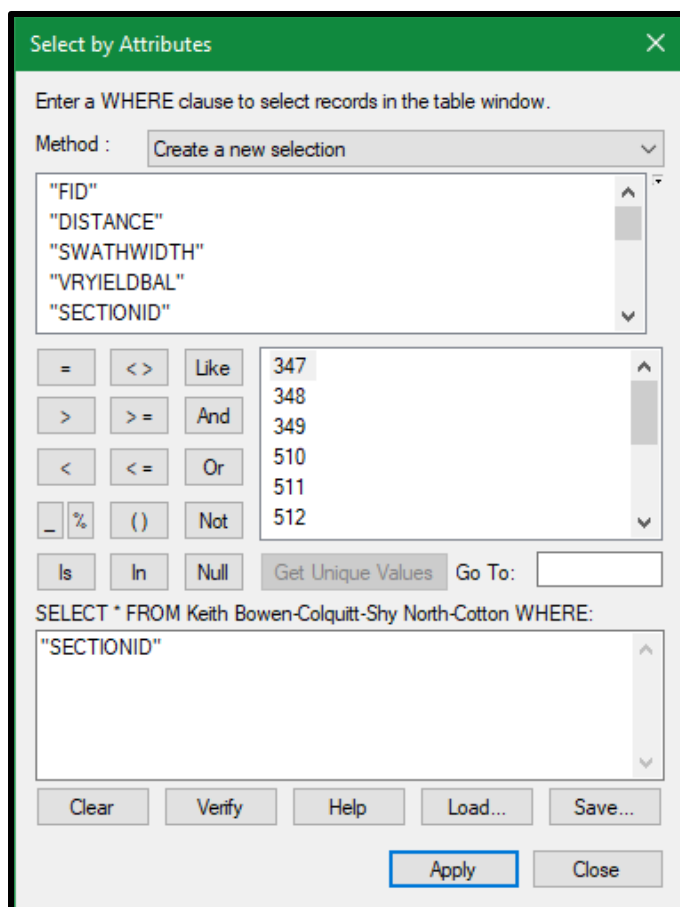 Select by Attributes
Enter a WHERE clause to select records in the table window.
Method : Create a new selection
"FID"
"DISTANCE"
"SWATHWIDTH"
"VRYIELDBAL"
"SECTIONID"
= < > Like
> > = And
< < = Or
_ % ( ) Not
Is In Null
347
348
349
510
511
512
Get Unique Values Go To:
SELECT * FROM Keith Bowen-Colquitt-Shy North-Cotton WHERE:
"SECTIONID"
Clear Verify Help Load... Save...
Apply Close